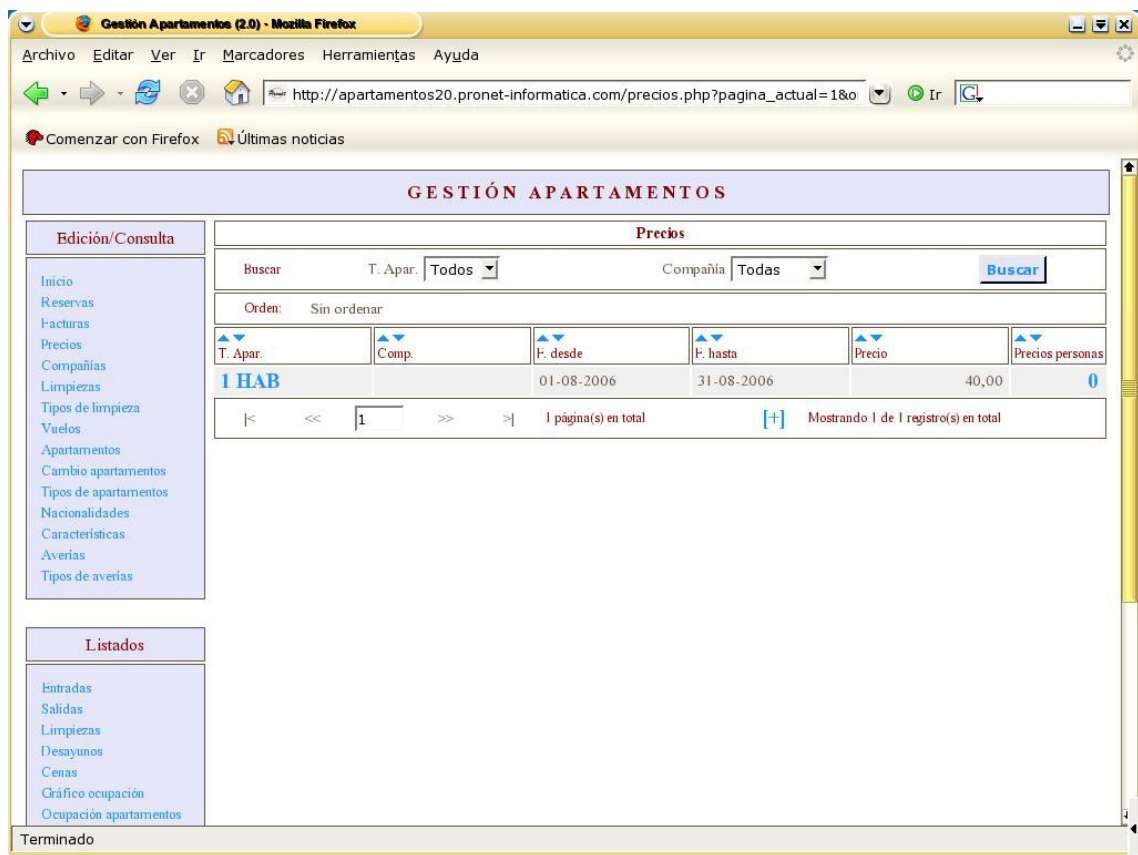 Gestión Apartamentos (2.0) - Mozilla Firefox
Archivo Editar Ver Ir Marcadores Herramientas Ayuda
http://apartamentos20.pronet-informatica.com/precios.php?pagina_actual=1&o Ir
Comenzar con Firefox Últimas noticias
GESTIÓN APARTAMENTOS
Edición/Consulta
Inicio
Reservas
Facturas
Precios
Compañías
Limpiezas
Tipos de limpieza
Vuelos
Apartamentos
Cambio apartamentos
Tipos de apartamentos
Nacionalidades
Características
Averías
Tipos de averías
Listados
Entradas
Salidas
Limpiezas
Desayunos
Cenas
Gráfico ocupación
Ocupación apartamentos
Precios
Buscar T. Apar. Todos Compañía Todas Buscar
Orden: Sin ordenar
T. Apar. Comp. F. desde F. hasta Precio Precios personas
1 HAB 01-08-2006 31-08-2006 40,00 0
|< << 1 >> >| 1 página(s) en total [+] Mostrando 1 de 1 registro(s) en total
Terminado